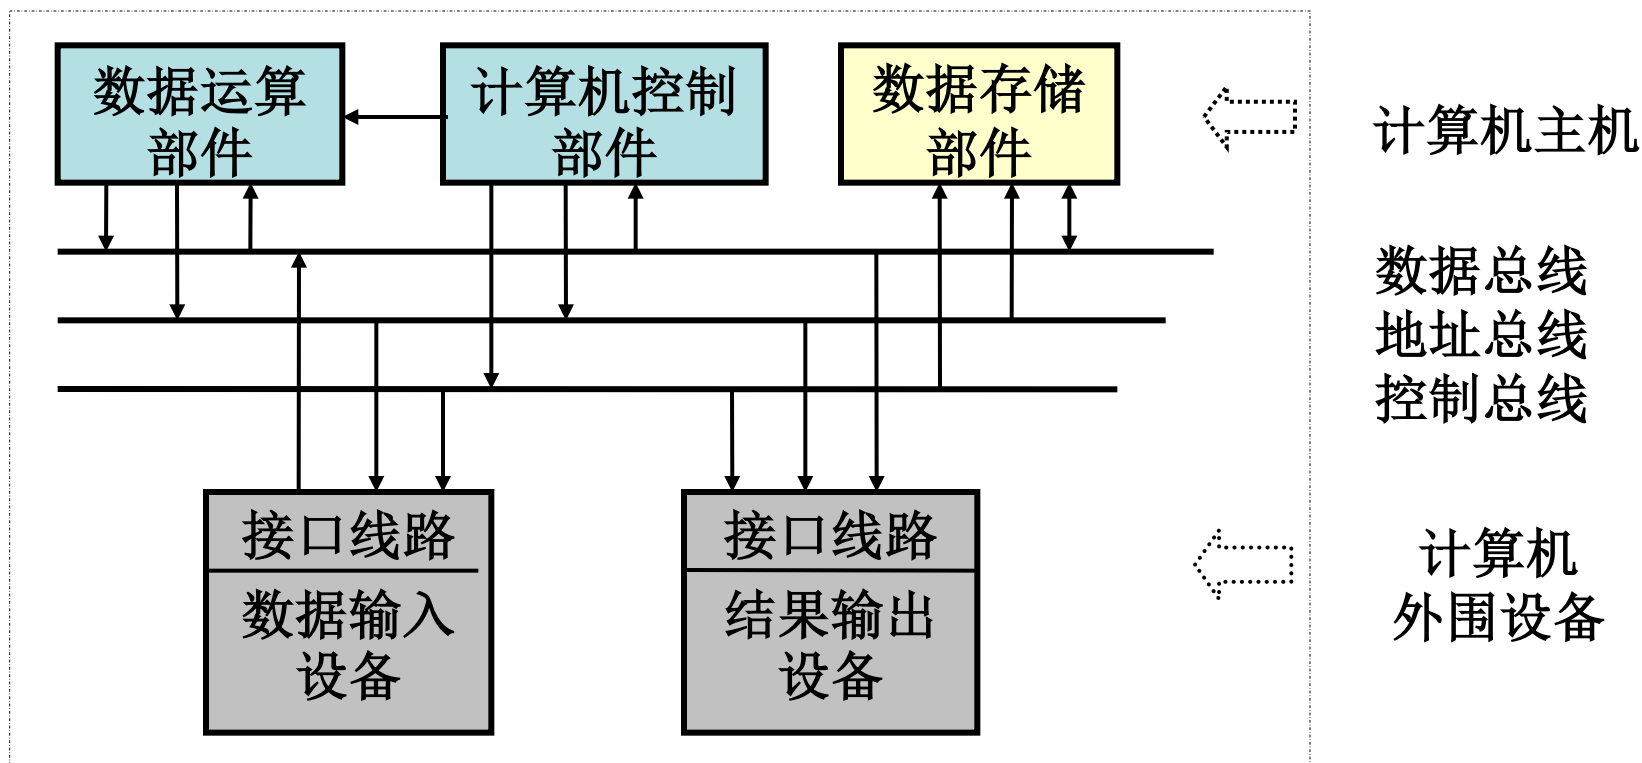 数据运算
部件
计算机控制
部件
数据存储
部件
计算机主机
数据总线
地址总线
控制总线
接口线路
数据输入
设备
接口线路
结果输出
设备
计算机
外围设备